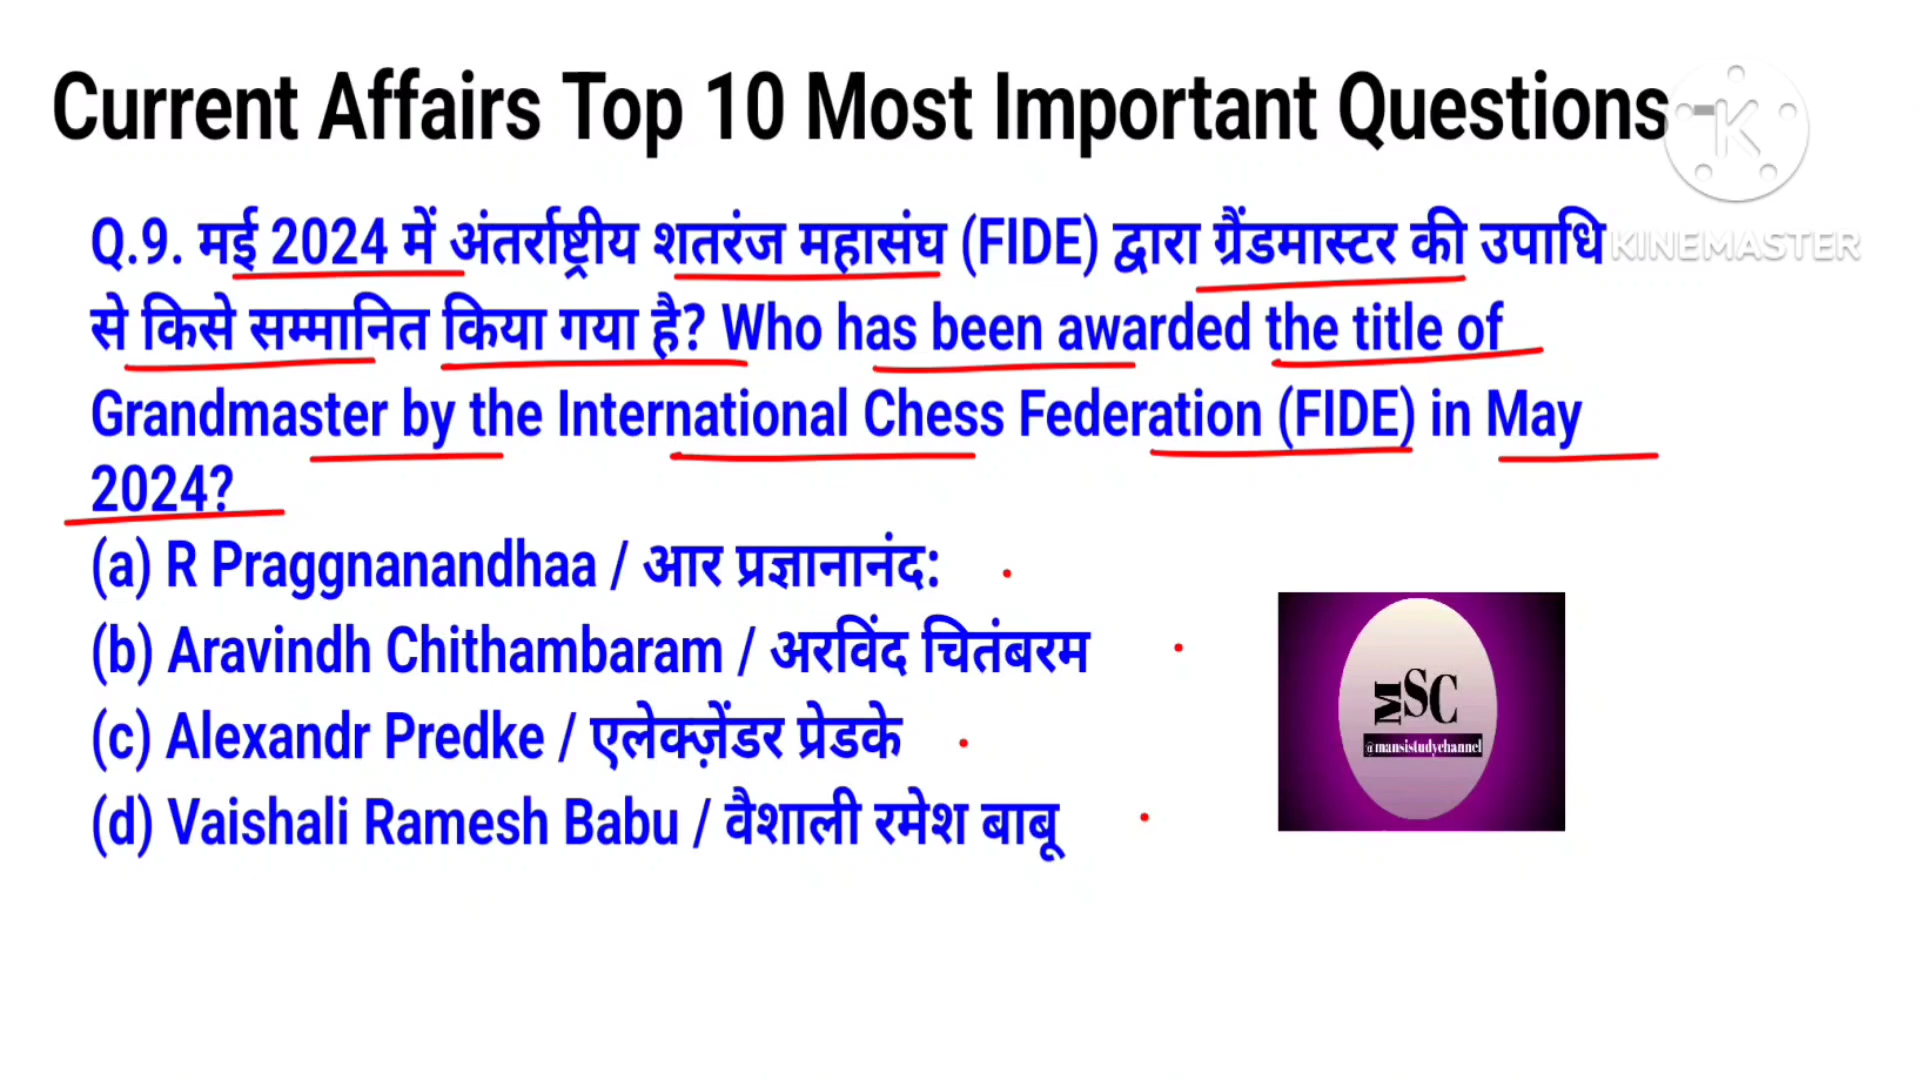 Current Affairs Top 10 Most Important Questions-
K
KINEMASTER
Q.9. मई 2024 में अंतर्राष्ट्रीय शतरंज महासंघ (FIDE) द्वारा ग्रैंडमास्टर की उपाधि
से किसे सम्मानित किया गया है? Who has been awarded the title of
Grandmaster by the International Chess Federation (FIDE) in May
2024?
(a) R Praggnanandhaa / आर प्रज्ञानानंद:
(b) Aravindh Chithambaram / अरविंद चितंबरम
(c) Alexandr Predke / एलेक्ज़ेंडर प्रेडके
(d) Vaishali Ramesh Babu / वैशाली रमेश बाबू
MSC
@mansistudychannel